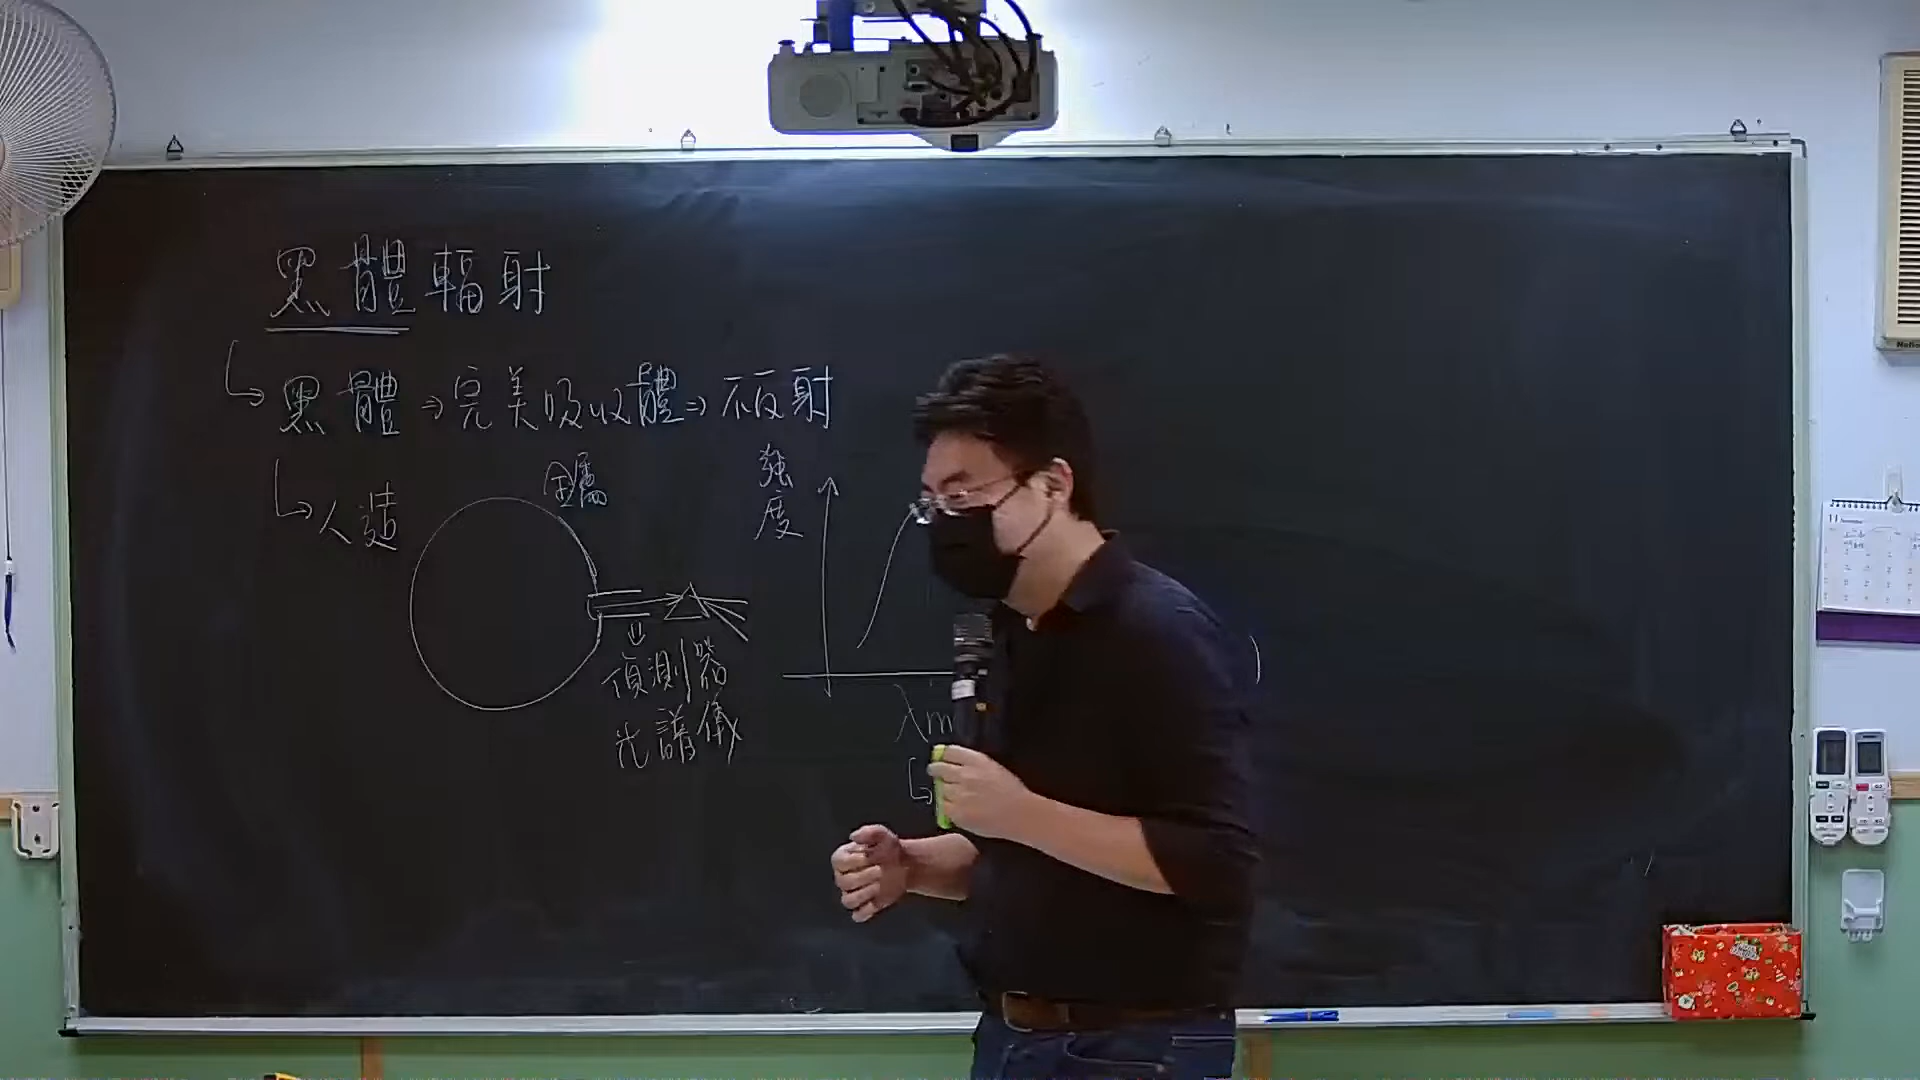 黑體輻射
黑體⇒完美吸收體⇒不反射
人造
金屬
偵測器
光譜儀
強度
λm